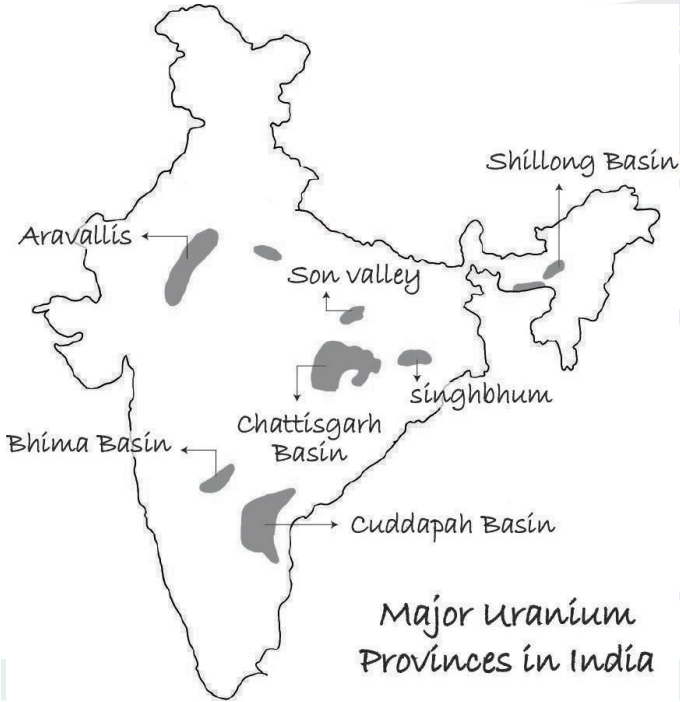 Shillong Basin
Aravallis
Son valley
singhbhum
Chattisgarh
Basin
Bhima Basin
Cuddapah Basin
Major Uranium
Provinces in India